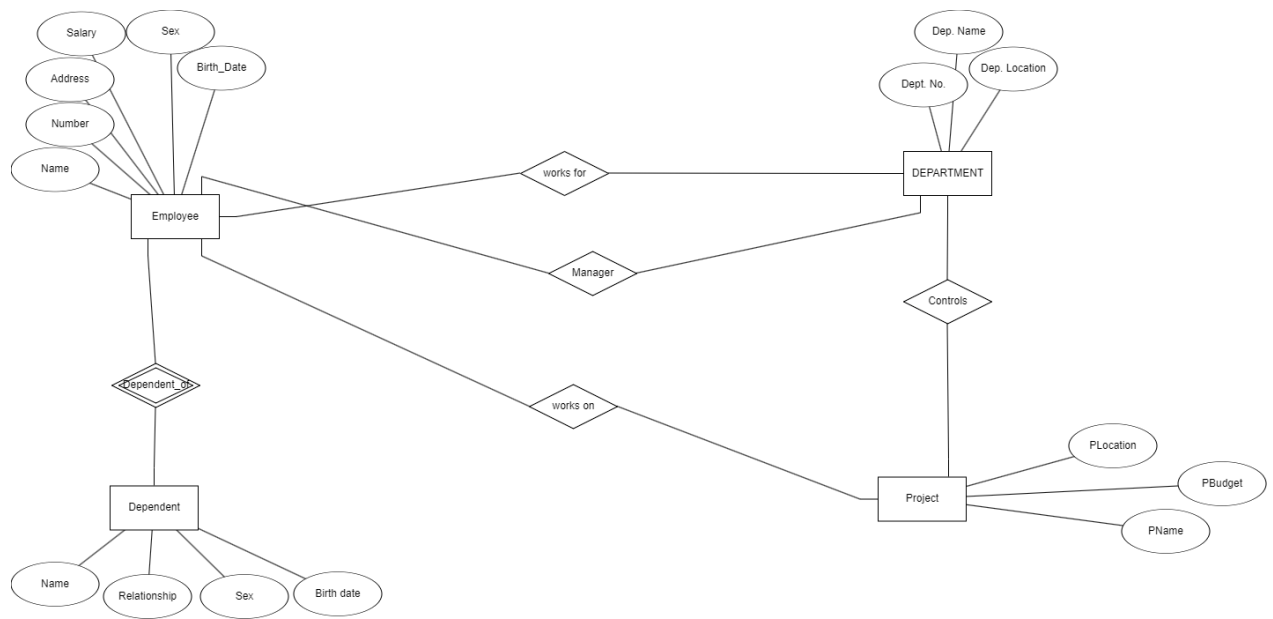 Salary
Sex
Dep. Name
Birth_Date
Dep. Location
Address
Dept. No.
Number
Name
works for
DEPARTMENT
Employee
Manager
Controls
Dependent_of
works on
PLocation
PBudget
Project
Dependent
PName
Name
Relationship
Sex
Birth date